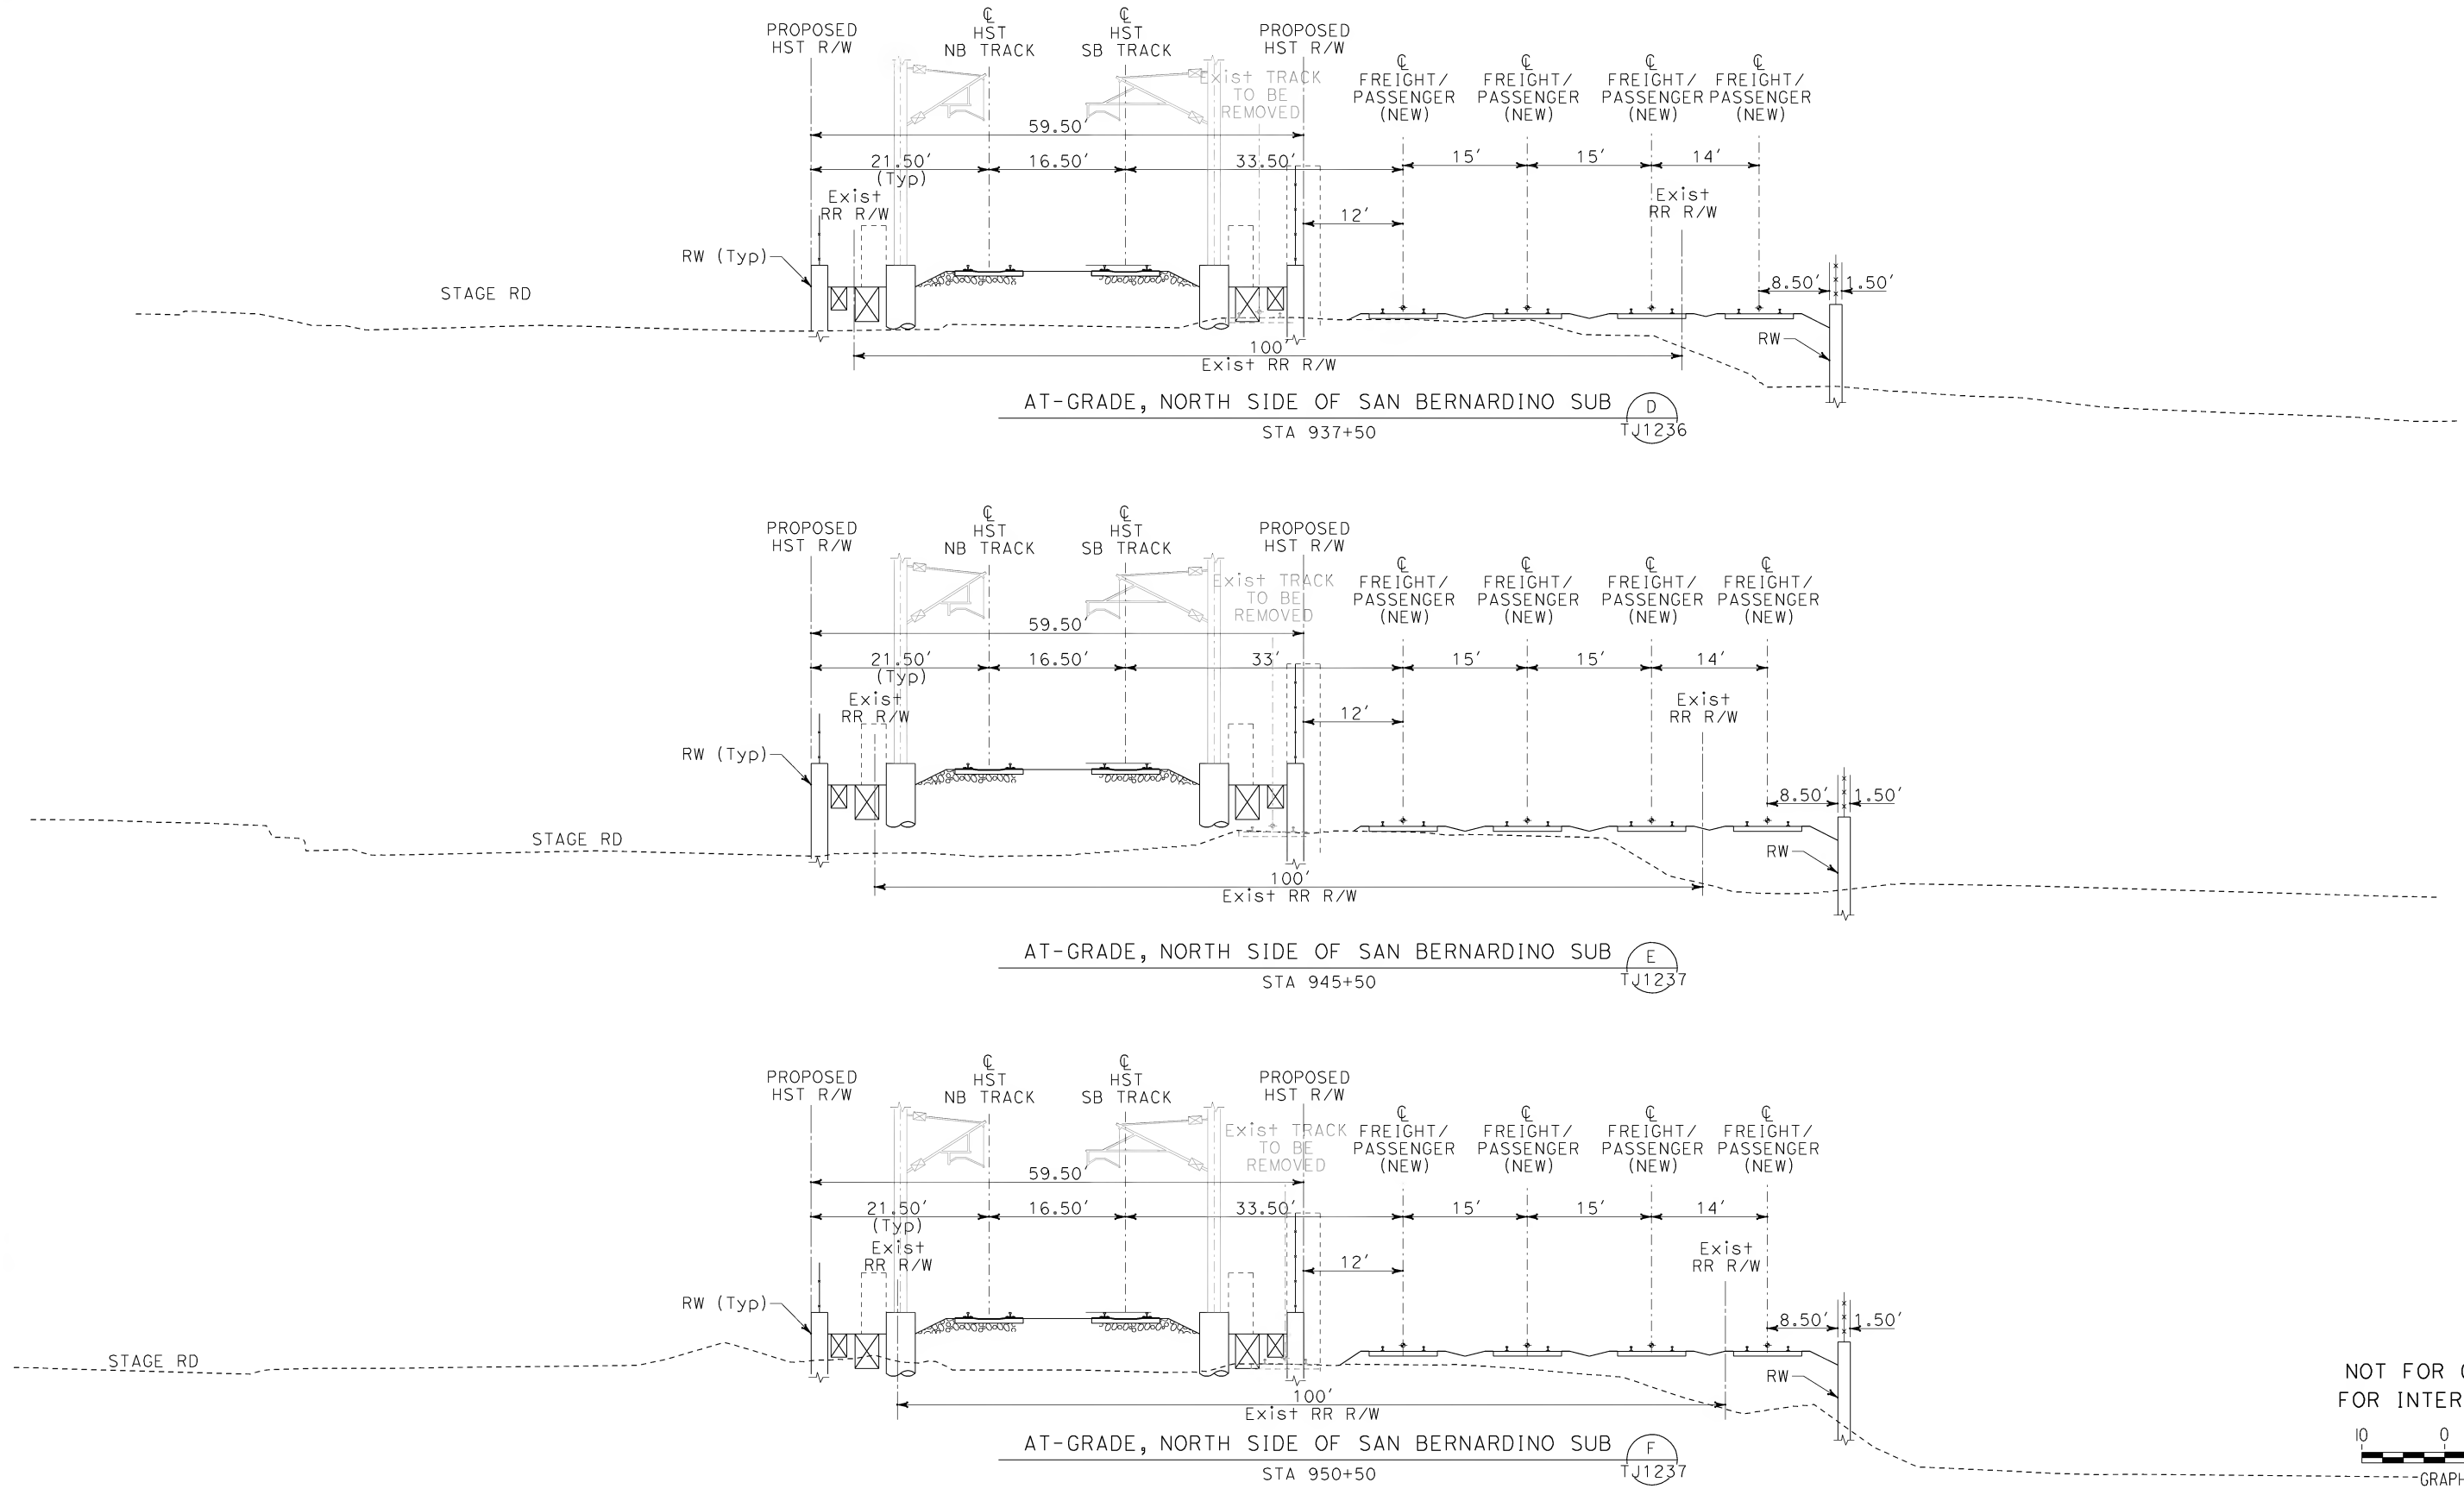 PROPOSED
HST R/W
℄
HST
NB TRACK
℄
HST
SB TRACK
PROPOSED
HST R/W
Exist TRACK
TO BE
REMOVED
℄
FREIGHT/
PASSENGER
(NEW)
℄
FREIGHT/
PASSENGER
(NEW)
℄
FREIGHT/
PASSENGER
(NEW)
℄
FREIGHT/
PASSENGER
(NEW)
59.50'
21.50'
(Typ)
16.50'
33.50'
15'
15'
14'
Exist
RR R/W
Exist
RR R/W
12'
RW (Typ)
STAGE RD
8.50'
1.50'
RW
100'
Exist RR R/W
AT-GRADE, NORTH SIDE OF SAN BERNARDINO SUB
STA 937+50
D
TJ1236
PROPOSED
HST R/W
℄
HST
NB TRACK
℄
HST
SB TRACK
PROPOSED
HST R/W
Exist TRACK
TO BE
REMOVED
℄
FREIGHT/
PASSENGER
(NEW)
℄
FREIGHT/
PASSENGER
(NEW)
℄
FREIGHT/
PASSENGER
(NEW)
℄
FREIGHT/
PASSENGER
(NEW)
59.50'
21.50'
(Typ)
16.50'
33'
15'
15'
14'
Exist
RR R/W
Exist
RR R/W
12'
RW (Typ)
STAGE RD
8.50'
1.50'
RW
100'
Exist RR R/W
AT-GRADE, NORTH SIDE OF SAN BERNARDINO SUB
STA 945+50
E
TJ1237
PROPOSED
HST R/W
℄
HST
NB TRACK
℄
HST
SB TRACK
PROPOSED
HST R/W
Exist TRACK
TO BE
REMOVED
℄
FREIGHT/
PASSENGER
(NEW)
℄
FREIGHT/
PASSENGER
(NEW)
℄
FREIGHT/
PASSENGER
(NEW)
℄
FREIGHT/
PASSENGER
(NEW)
59.50'
21.50'
(Typ)
16.50'
33.50'
15'
15'
14'
Exist
RR R/W
Exist
RR R/W
12'
RW (Typ)
STAGE RD
8.50'
1.50'
RW
100'
Exist RR R/W
AT-GRADE, NORTH SIDE OF SAN BERNARDINO SUB
STA 950+50
F
TJ1237
NOT FOR
FOR INTER
10 0
GRAPH